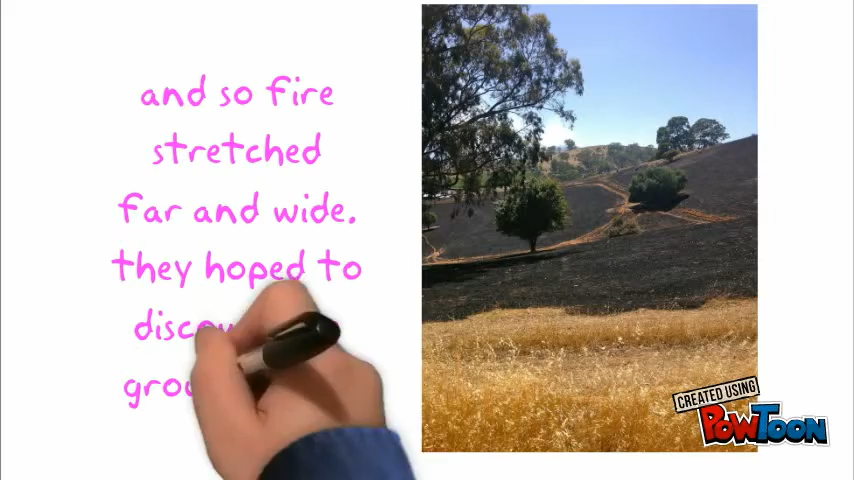 and so fire
stretched
far and wide.
they hoped to
CREATED USING
POWTOON